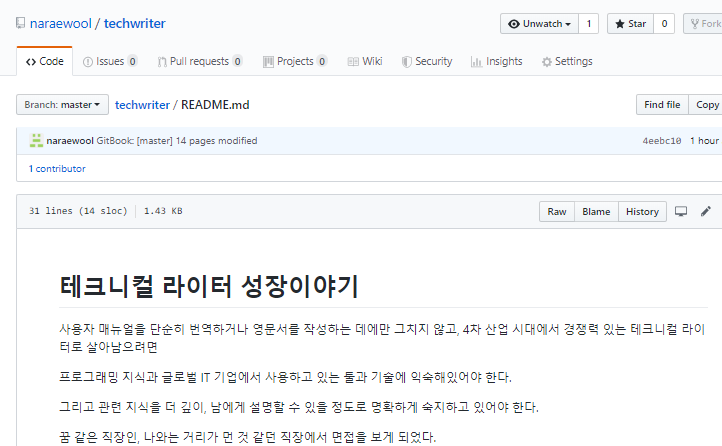 naraewool / techwriter
Unwatch 1
Star 0
Fork
Code
Issues 0
Pull requests 0
Projects 0
Wiki
Security
Insights
Settings
Branch: master
techwriter / README.md
Find file
Copy
naraewool GitBook: [master] 14 pages modified
4eebc10 1 hour
1 contributor
31 lines (14 sloc) 1.43 KB
Raw
Blame
History
테크니컬 라이터 성장이야기
사용자 매뉴얼을 단순히 번역하거나 영문서를 작성하는 데에만 그치지 않고, 4차 산업 시대에서 경쟁력 있는 테크니컬 라이
터로 살아남으려면
프로그래밍 지식과 글로벌 IT 기업에서 사용하고 있는 툴과 기술에 익숙해있어야 한다.
그리고 관련 지식을 더 깊이, 남에게 설명할 수 있을 정도로 명확하게 숙지하고 있어야 한다.
꿈 같은 직장인, 나와는 거리가 먼 것 같던 직장에서 면접을 보게 되었다.